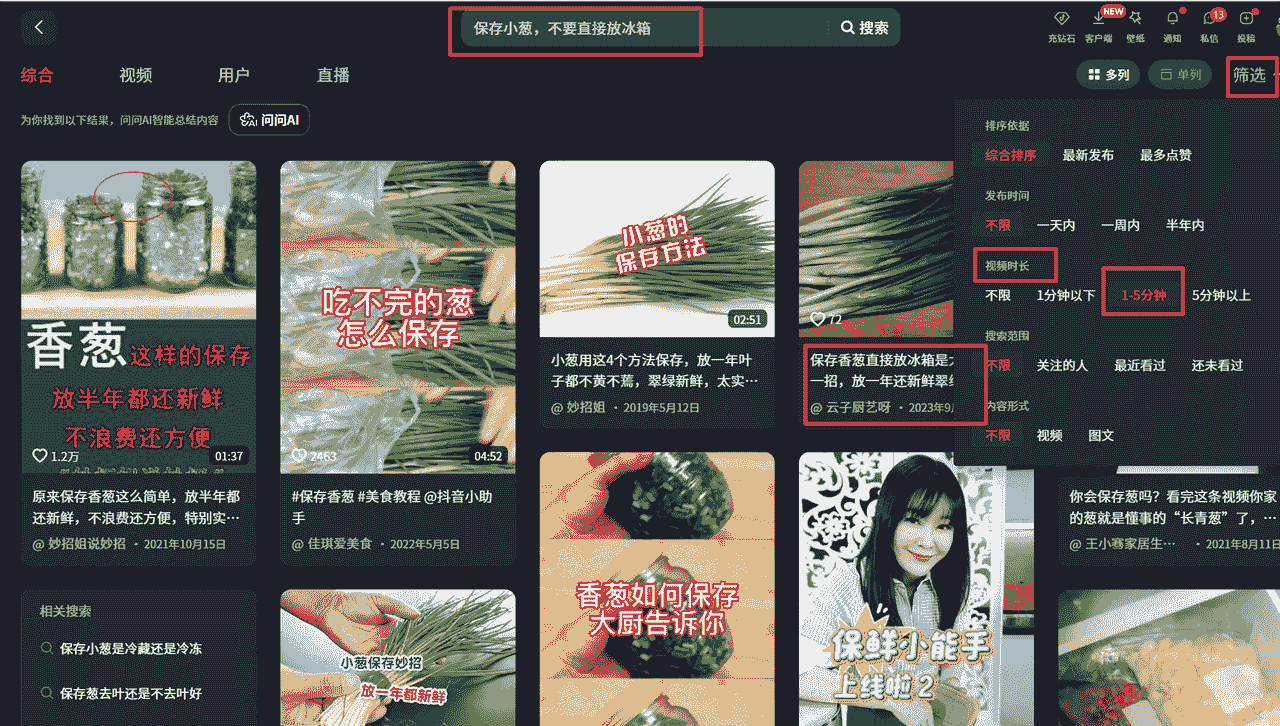 保存小葱，不要直接放冰箱
搜索
充钻石
客户端
NEW
壁纸
通知
私信
13
投稿
综合
视频
用户
直播
多列
单列
筛选
为你找到以下结果，问问AI智能总结内容
问问AI
排序依据
综合排序 最新发布 最多点赞
发布时间
不限 一天内 一周内 半年内
视频时长
不限 1分钟以下 1-5分钟 5分钟以上
搜索范围
不限 关注的人 最近看过 还未看过
内容形式
不限 视频 图文
香葱这样的保存
放半年都还新鲜
不浪费还方便
1.2万
01:37
原来保存香葱这么简单，放半年都
还新鲜，不浪费还方便，特别实…
@ 妙招姐说妙招 · 2021年10月15日
吃不完的葱
怎么保存
2463
04:52
#保存香葱 #美食教程 @抖音小助
手
@ 佳琪爱美食 · 2022年5月5日
小葱的
保存方法
02:51
小葱用这4个方法保存，放一年叶
子都不黄不蔫，翠绿新鲜，太实…
@ 妙招姐 · 2019年5月12日
72
保存香葱直接放冰箱是
一招，放一年还新鲜翠
@ 云子厨艺呀 · 2023年
你会保存葱吗？看完这条视频你家
的葱就是懂事的“长青葱”了，…
@ 王小骞家居生… · 2021年8月11日
相关搜索
保存小葱是冷藏还是冷冻
保存葱去叶还是不去叶好
小葱保存妙招
放一年都新鲜
香葱如何保存
大厨告诉你
保鲜小能手
上线啦2